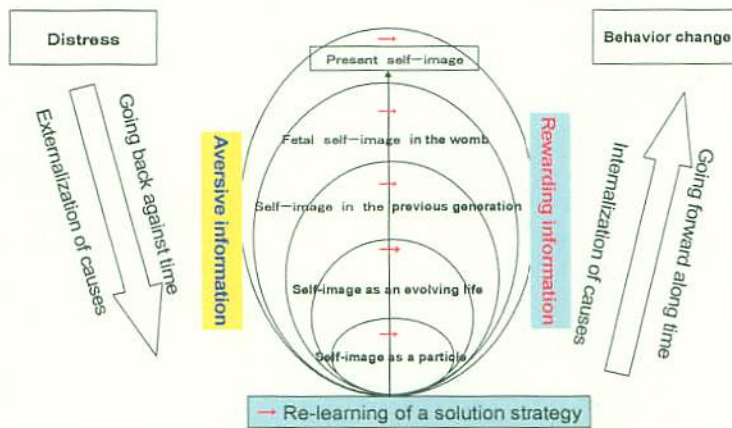 Distress
Behavior change
→
Present self-image
→
Fetal self-image in the womb
→
Self-image in the previous generation
→
Self-image as an evolving life
→
Self-image as a particle
Going back against time
Externalization of causes
Aversive information
Rewarding information
Internalization of causes
Going forward along time
→ Re-learning of a solution strategy